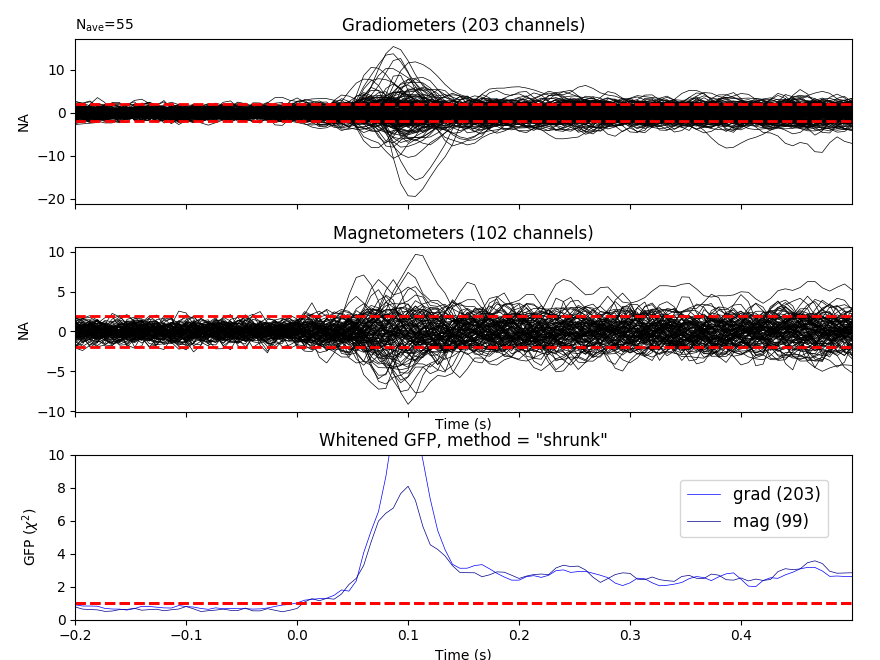 N_ave=55
Gradiometers (203 channels)
10
0
−10
−20
NA
Magnetometers (102 channels)
10
5
0
−5
−10
NA
Time (s)
Whitened GFP, method = "shrunk"
10
8
6
4
2
0
GFP (χ²)
grad (203)
mag (99)
−0.2 −0.1 0.0 0.1 0.2 0.3 0.4
Time (s)